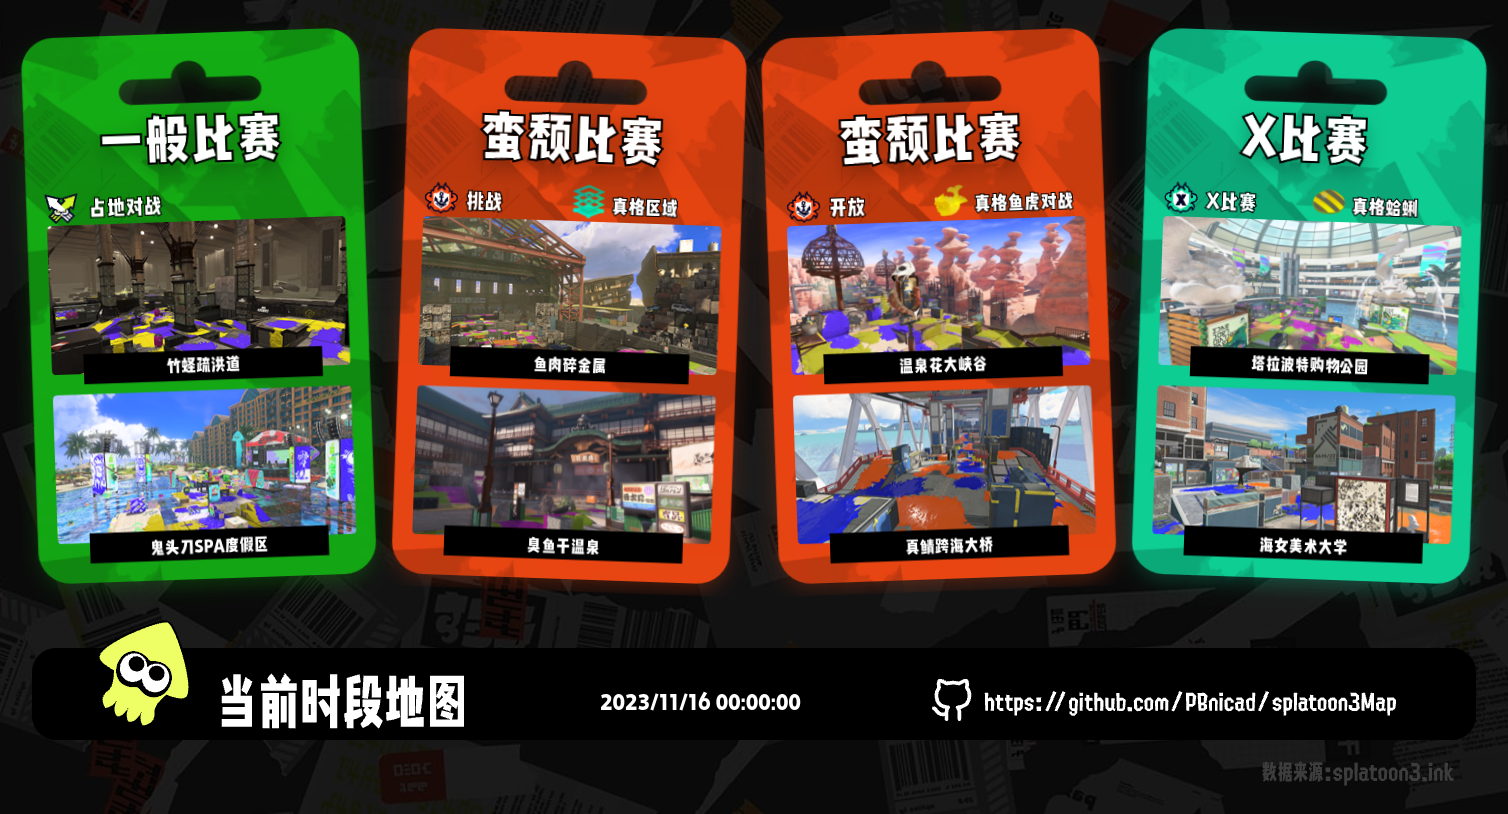 一般比赛
占地对战
竹蛏疏洪道
鬼头刀SPA度假区
蛮颓比赛
挑战
真格区域
鱼肉碎金属
臭鱼干温泉
蛮颓比赛
开放
真格鱼虎对战
温泉花大峡谷
真鲭跨海大桥
X比赛
X比赛
真格蛤蜊
塔拉波特购物公园
海女美术大学
当前时段地图
2023/11/16 00:00:00
https://github.com/PBnicad/splatoon3Map
数据来源:splatoon3.ink